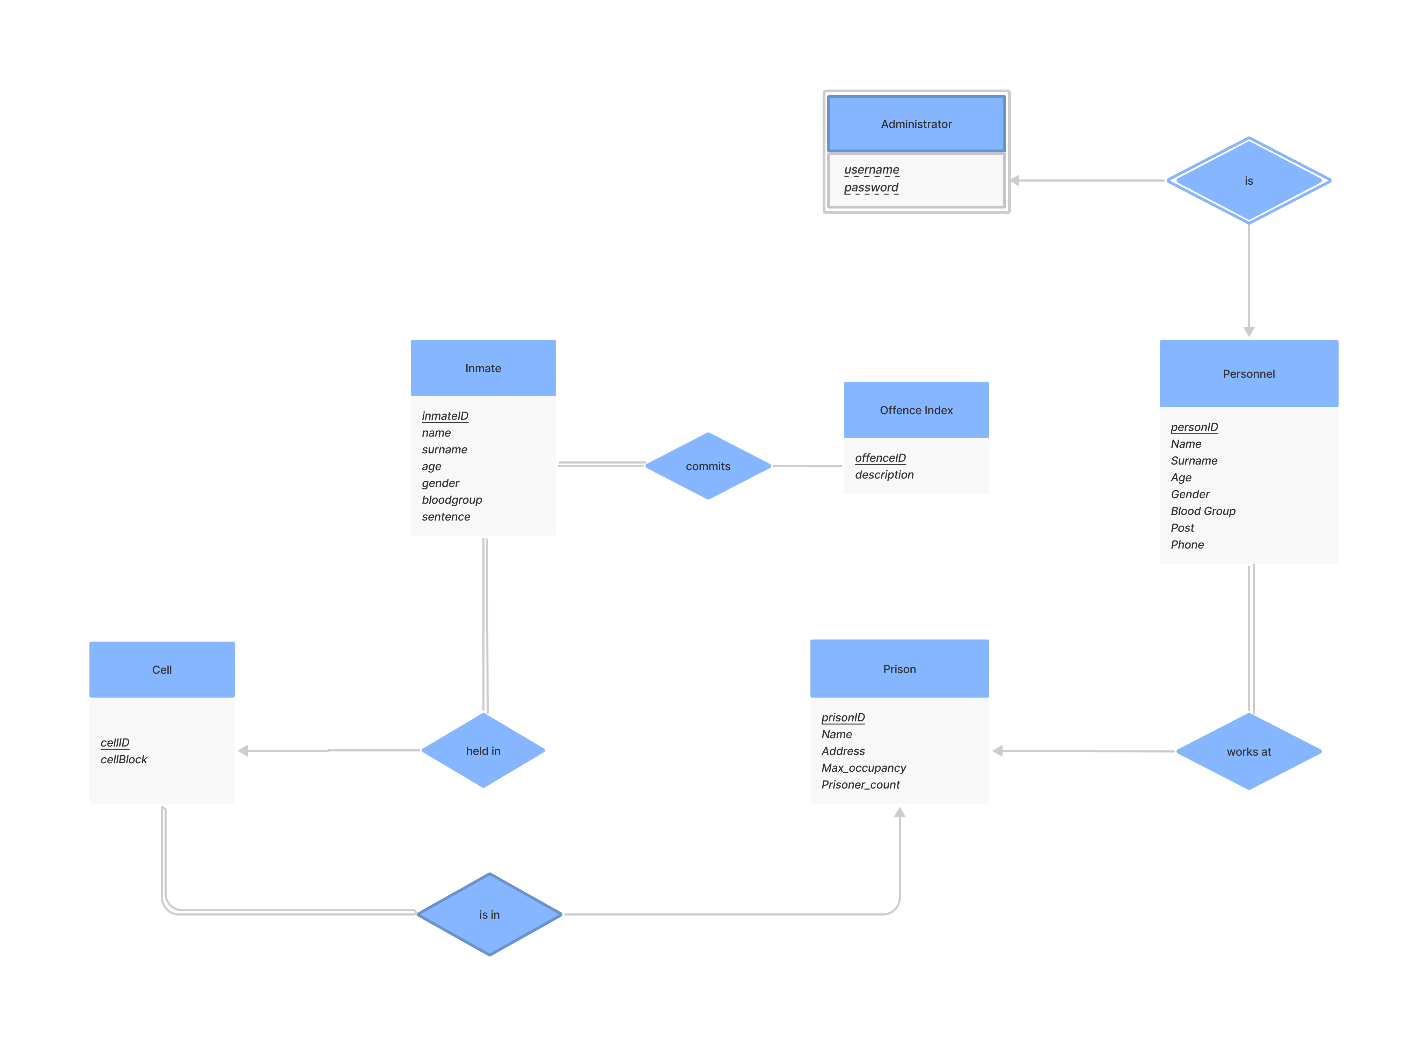 Administrator
username
password
is
Inmate
inmateID
name
surname
age
gender
bloodgroup
sentence
commits
Offence Index
offenceID
description
Personnel
personID
Name
Surname
Age
Gender
Blood Group
Post
Phone
Cell
cellID
cellBlock
held in
Prison
prisonID
Name
Address
Max_occupancy
Prisoner_count
works at
is in